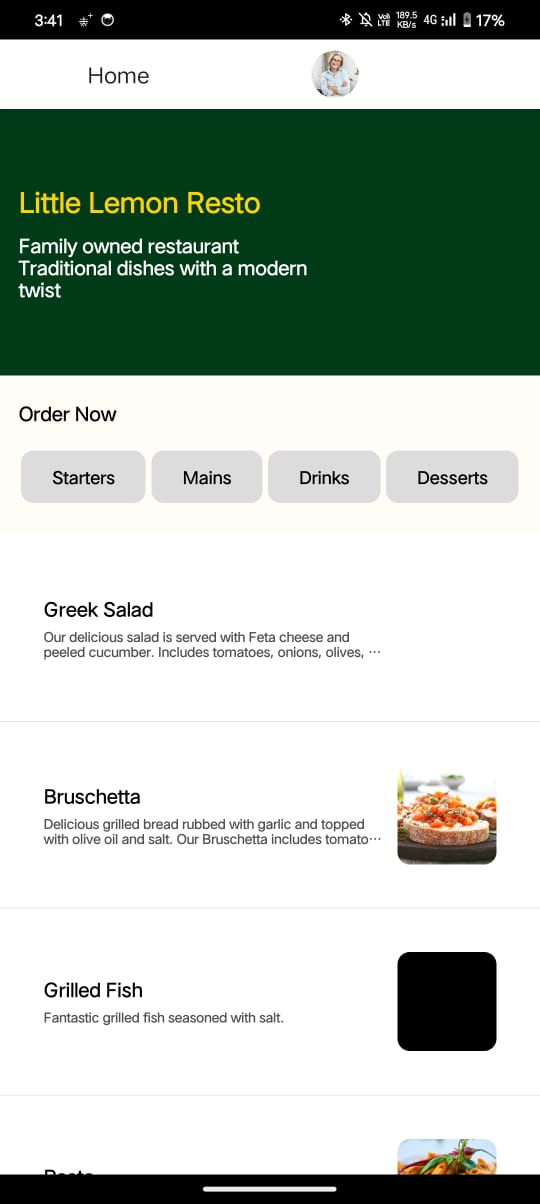 3:41
Vo)) LTE
189.5 KB/s
4G
17%
Home
Little Lemon Resto
Family owned restaurant
Traditional dishes with a modern
twist
Order Now
Starters Mains Drinks Desserts
Greek Salad
Our delicious salad is served with Feta cheese and
peeled cucumber. Includes tomatoes, onions, olives, ...
Bruschetta
Delicious grilled bread rubbed with garlic and topped
with olive oil and salt. Our Bruschetta includes tomato...
Grilled Fish
Fantastic grilled fish seasoned with salt.